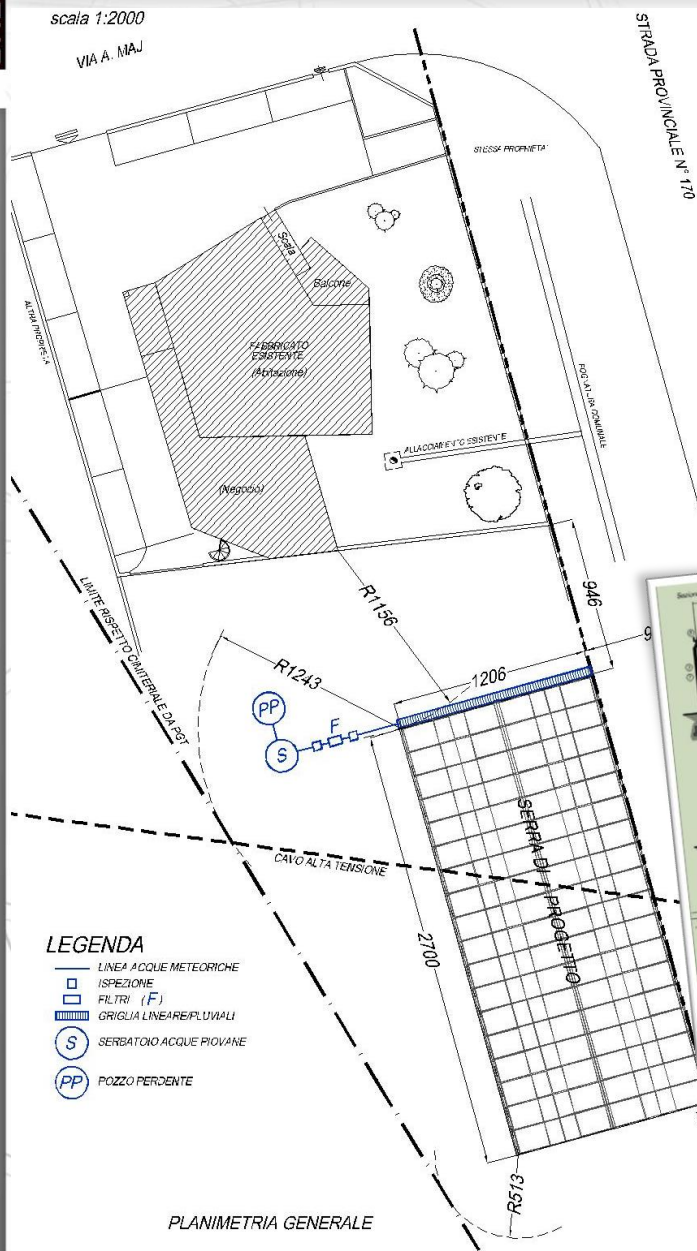 scala 1:2000
VIA A. MAJ
STRADA PROVINCIALE N° 170
STESSA PROPRIETA'
Scala
Balcone
ALTRA PROPRIETA'
FABBRICATO
ESISTENTE
(Abitazione)
FOGNATURA COMUNALE
ALLACCIAMENTO ESISTENTE
(Negozio)
LIMITE RISPETTO CIMITERIALE DA PGT
R1156
946
9
R1243
1206
PP
F
S
SERRA DI PROGETTO
CAVO ALTA TENSIONE
2700
LEGENDA
LINEA ACQUE METEORICHE
ISPEZIONE
FILTRI (F)
GRIGLIA LINEARE/PLUVIALI
S SERBATOIO ACQUE PIOVANE
PP POZZO PERDENTE
R513
PLANIMETRIA GENERALE